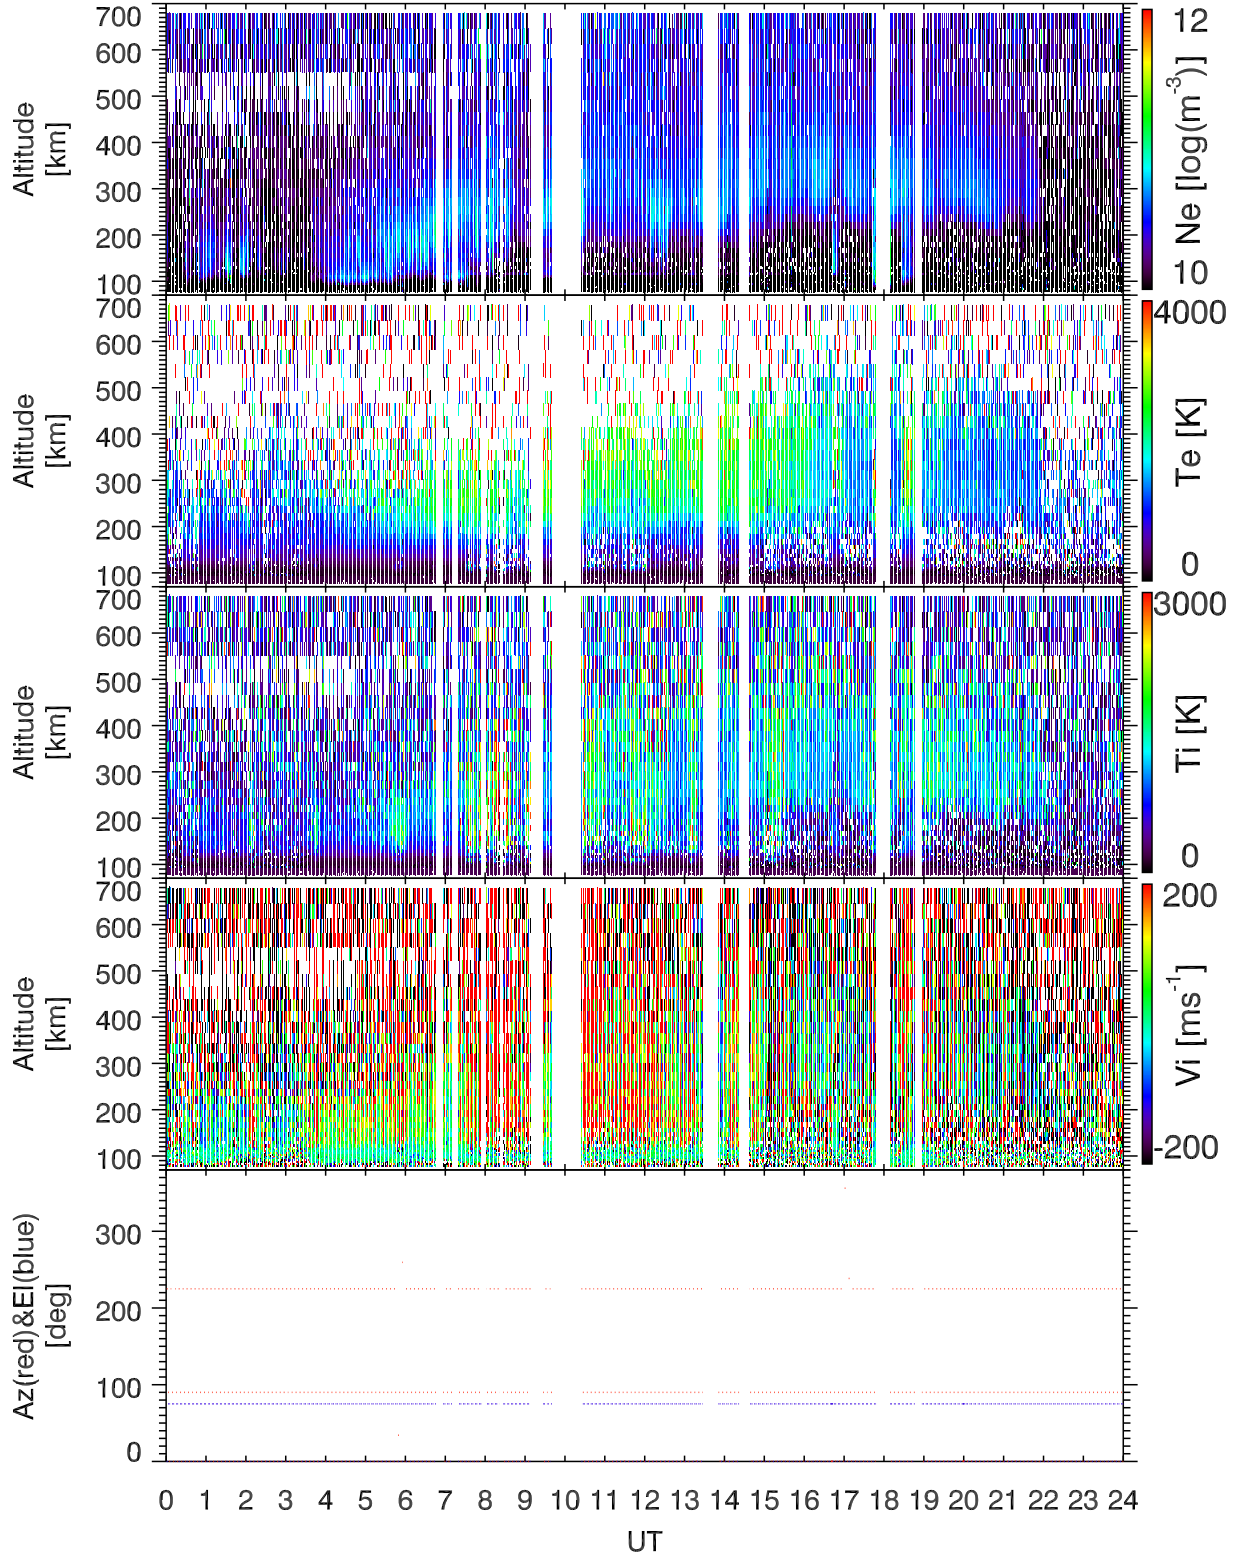 700
600
500
400
300
200
100
Altitude
[km]
12
Ne [log(m⁻³)]
10
700
600
500
400
300
200
100
Altitude
[km]
4000
Te [K]
0
700
600
500
400
300
200
100
Altitude
[km]
3000
Ti [K]
0
700
600
500
400
300
200
100
Altitude
[km]
200
Vi [ms⁻¹]
-200
300
200
100
0
Az(red)&El(blue)
[deg]
0 1 2 3 4 5 6 7 8 9 10 11 12 13 14 15 16 17 18 19 20 21 22 23 24
UT